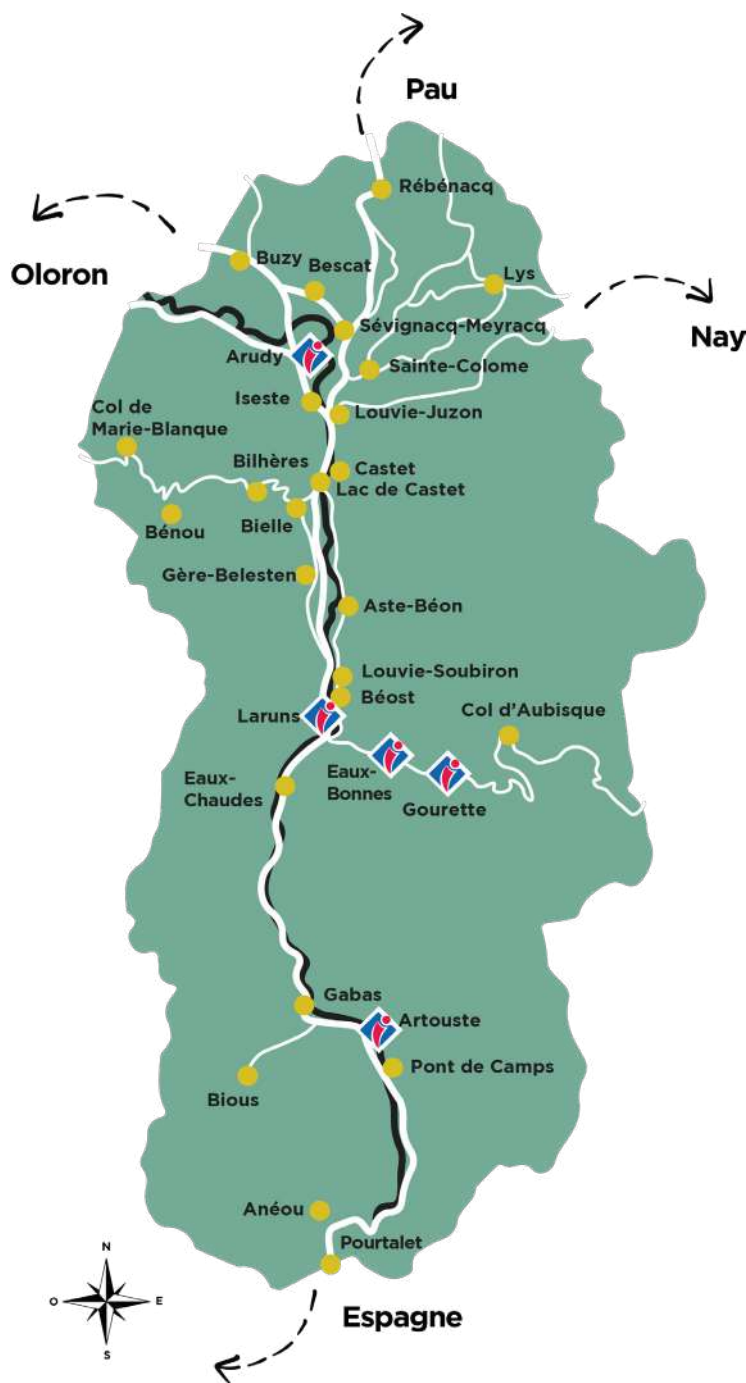 Pau
Rébénacq
Oloron
Buzy
Bescat
Lys
Nay
Sévignacq-Meyracq
Arudy
Sainte-Colome
Iseste
Louvie-Juzon
Col de
Marie-Blanque
Bilhères
Castet
Lac de Castet
Bénou
Bielle
Gère-Belesten
Aste-Béon
Louvie-Soubiron
Béost
Laruns
Col d'Aubisque
Eaux-
Chaudes
Eaux-
Bonnes
Gourette
Gabas
Artouste
Pont de Camps
Bious
Anéou
Pourtalet
N
O
E
S
Espagne